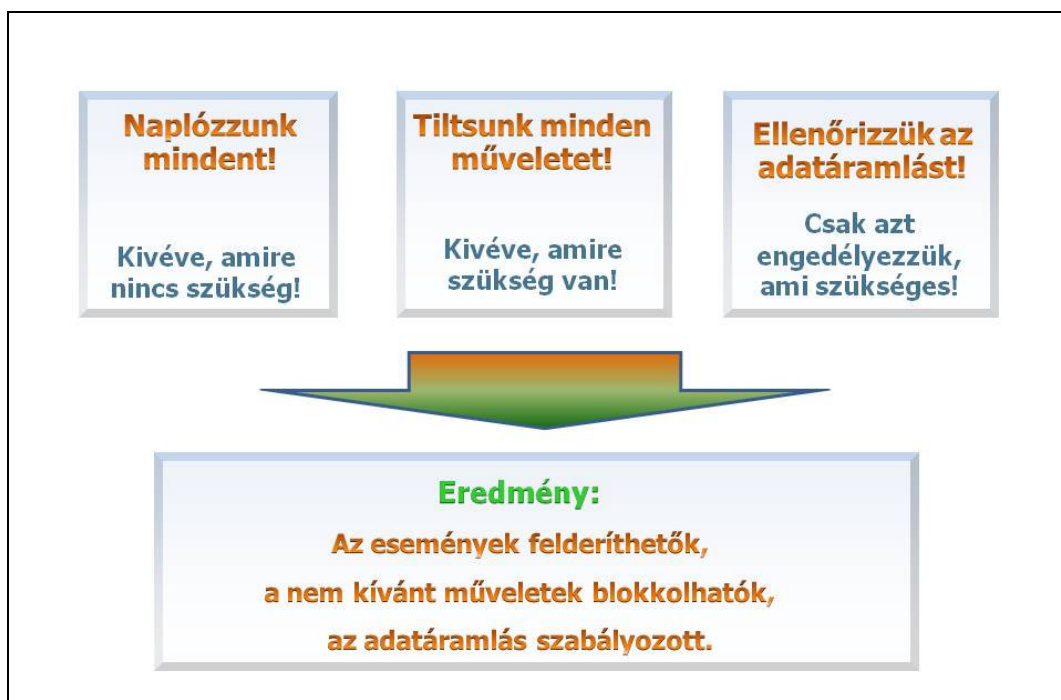 Naplózzunk
mindent!
Kivéve, amire
nincs szükség!
Tiltsunk minden
műveletet!
Kivéve, amire
szükség van!
Ellenőrizzük az
adatáramlást!
Csak azt
engedélyezzük,
ami szükséges!
Eredmény:
Az események felderíthetők,
a nem kívánt műveletek blokkolhatók,
az adatáramlás szabályozott.